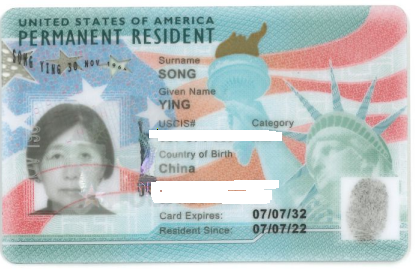 UNITED STATES OF AMERICA
PERMANENT RESIDENT
SONG YING 30 NOV
Surname
SONG
Given Name
YING
USCIS# Category
Country of Birth
China
Card Expires: 07/07/32
Resident Since: 07/07/22